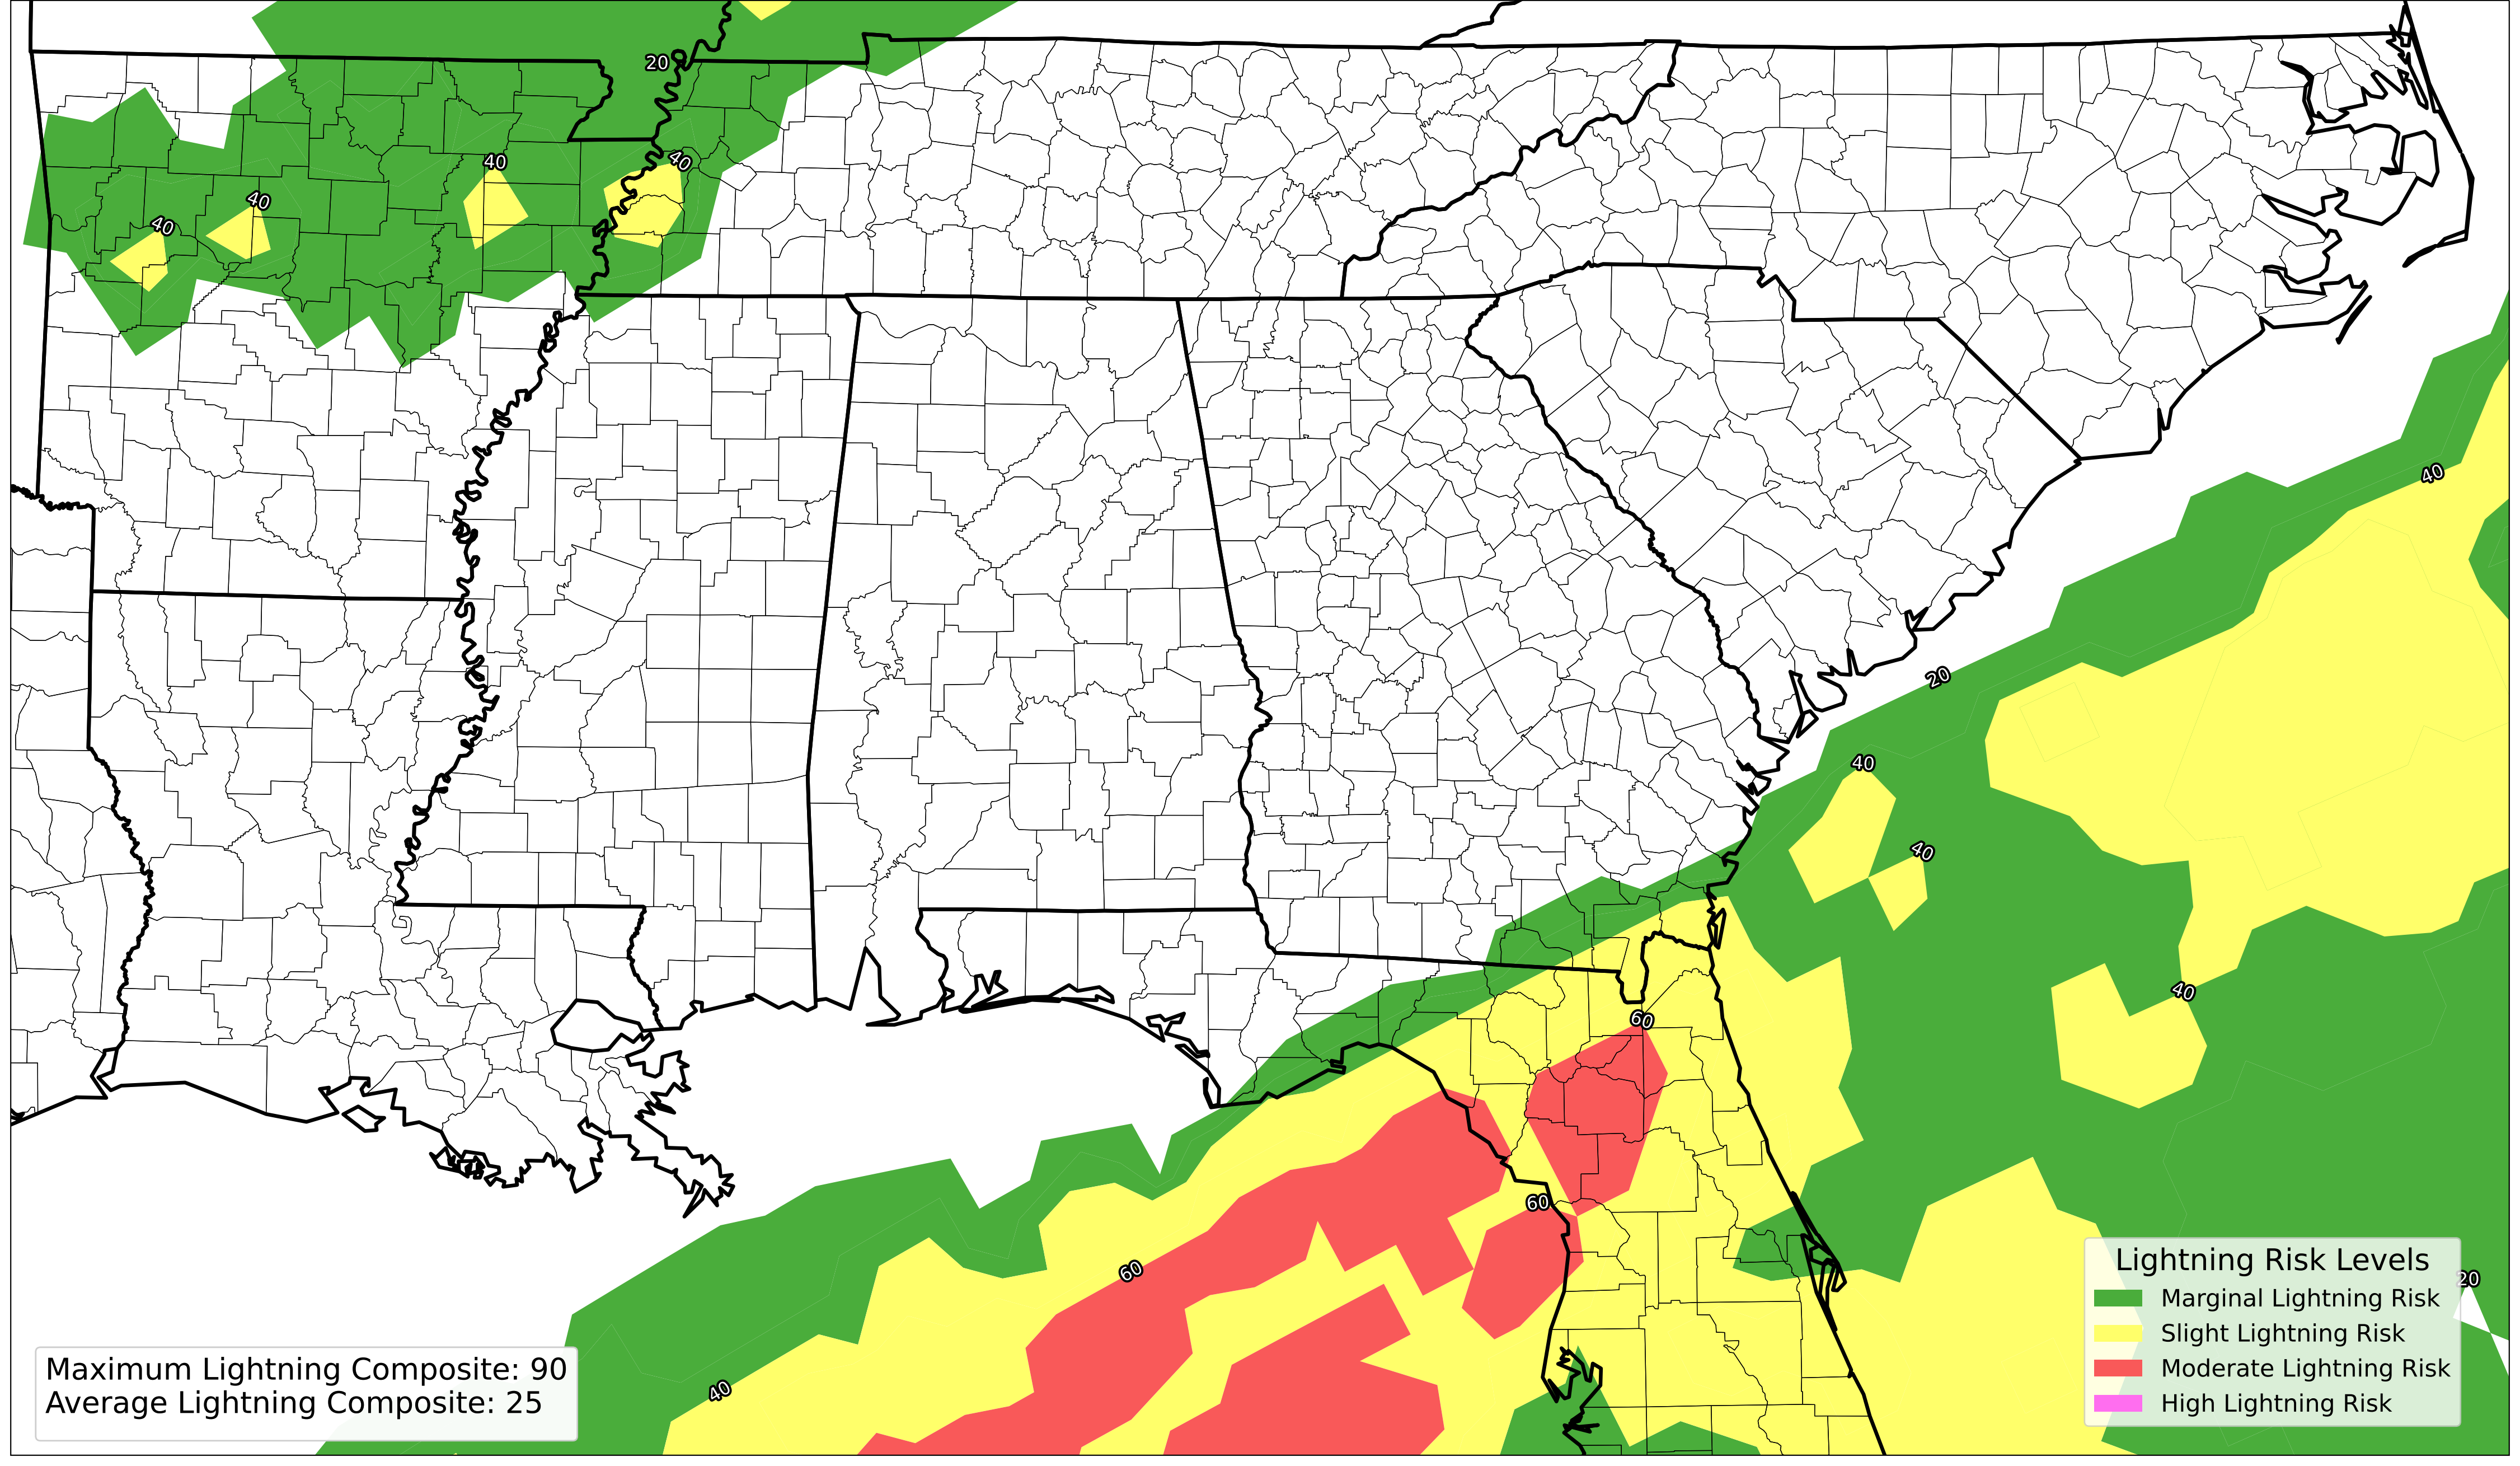 20
40
40
40
40
40
20
40
40
40
60
60
60
20
40
Lightning Risk Levels
Marginal Lightning Risk
Slight Lightning Risk
Moderate Lightning Risk
High Lightning Risk
Maximum Lightning Composite: 90
Average Lightning Composite: 25